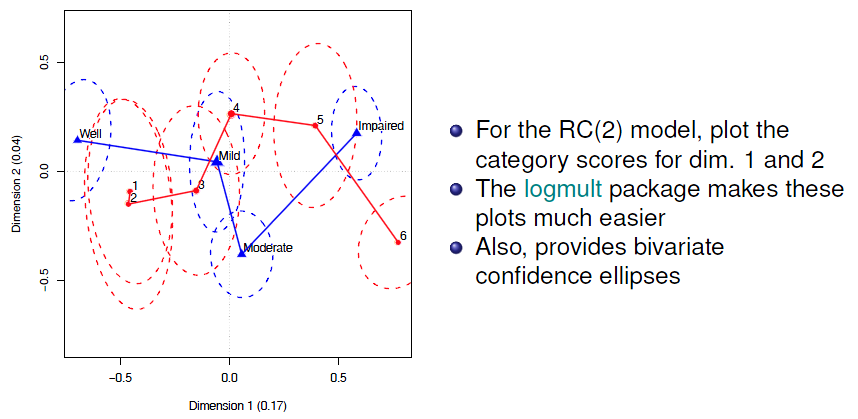 0.5
0.0
−0.5
Dimension 2 (0.04)
Well
Mild
Moderate
Impaired
1
2
3
4
5
6
−0.5
0.0
0.5
Dimension 1 (0.17)
For the RC(2) model, plot the
category scores for dim. 1 and 2
The logmult package makes these
plots much easier
Also, provides bivariate
confidence ellipses